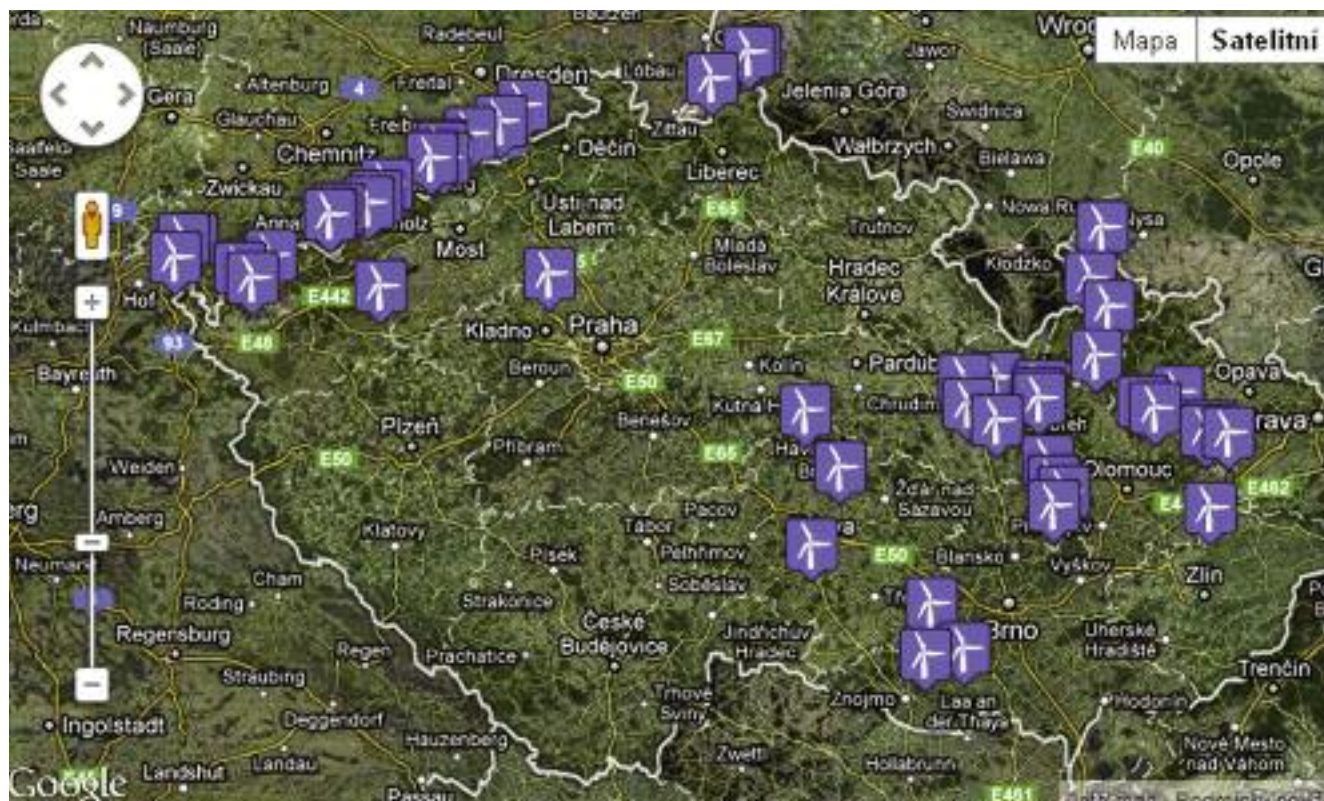 Naumburg
(Saale)
Radebeul
Bautzen
Mapa
Satelitní
Altenburg
4
Freital
Dresden
Löbau
Jawor
Gera
Glauchau
Jelenia Góra
Świdnica
Saale
Chemnitz
Zittau
Děčín
Wałbrzych
Bielawa
E40
Opole
Zwickau
Liberec
9
Ústí nad
Labem
E65
Most
Trutnov
Mladá
Boleslav
Hradec
Králové
Kłodzko
Hof
E442
Kulmbach
93
E48
Kladno
Praha
E67
Bayreuth
Beroun
E50
Kolín
Chrudim
Opava
Benešov
Plzeň
Příbram
E50
E65
Weiden
Olomouc
E462
Amberg
Klatovy
Pacov
Tábor
Žďár nad
Sázavou
Písek
Pelhřimov
E50
Blansko
Vyškov
Cham
Soběslav
Zlín
Roding
Strakonice
České
Budějovice
Brno
Uherské
Hradiště
Regensburg
Regen
Prachatice
Jindřichův
Hradec
Trenčín
Straubing
Trhové
Sviny
Znojmo
Laa an
der Thaya
Hodonín
Ingolstadt
Deggendorf
Hauzenberg
Zwettl
Hollabrunn
Nové Mesto
nad Váhom
Google
Landshut
Landau
Passau
E461